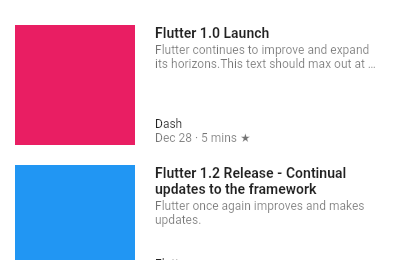 Flutter 1.0 Launch
Flutter continues to improve and expand
its horizons.This text should max out at …
Dash
Dec 28 · 5 mins ★
Flutter 1.2 Release - Continual
updates to the framework
Flutter once again improves and makes
updates.